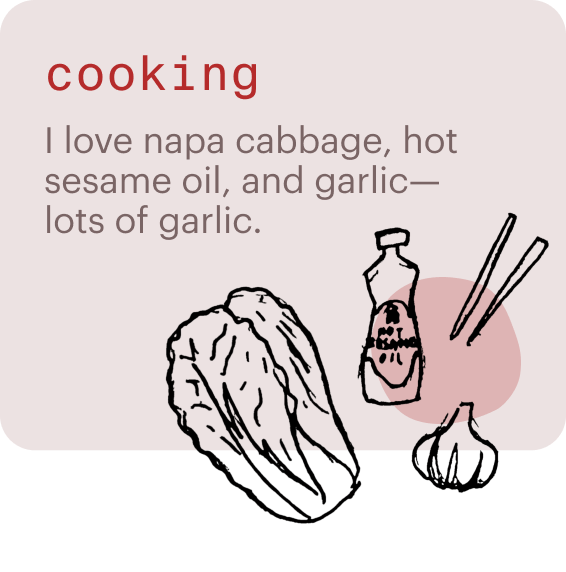 cooking
I love napa cabbage, hot
sesame oil, and garlic—
lots of garlic.
HOT
SESAME
OIL